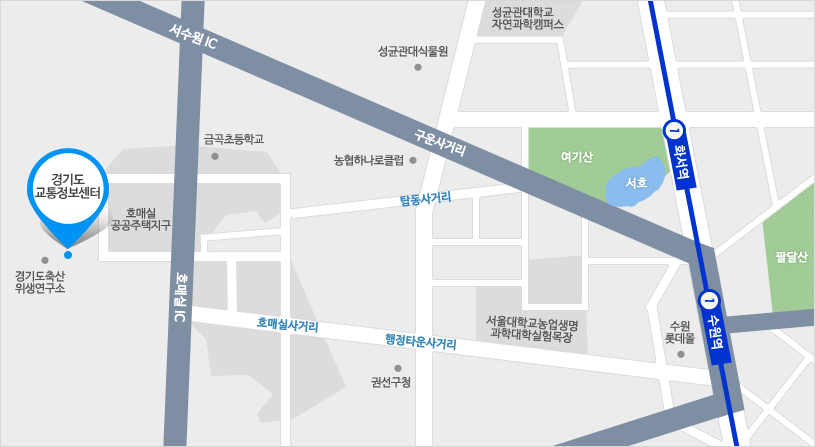 성균관대학교
자연과학캠퍼스
서수원 IC
성균관대식물원
금곡초등학교
구운사거리
농협하나로클럽
여기산
1
화서역
서호
경기도
교통정보센터
탑동사거리
호매실
공공주택지구
팔달산
경기도축산
위생연구소
호매실 IC
1
수원역
호매실사거리
행정타운사거리
서울대학교농업생명
과학대학실험목장
수원
롯데몰
권선구청